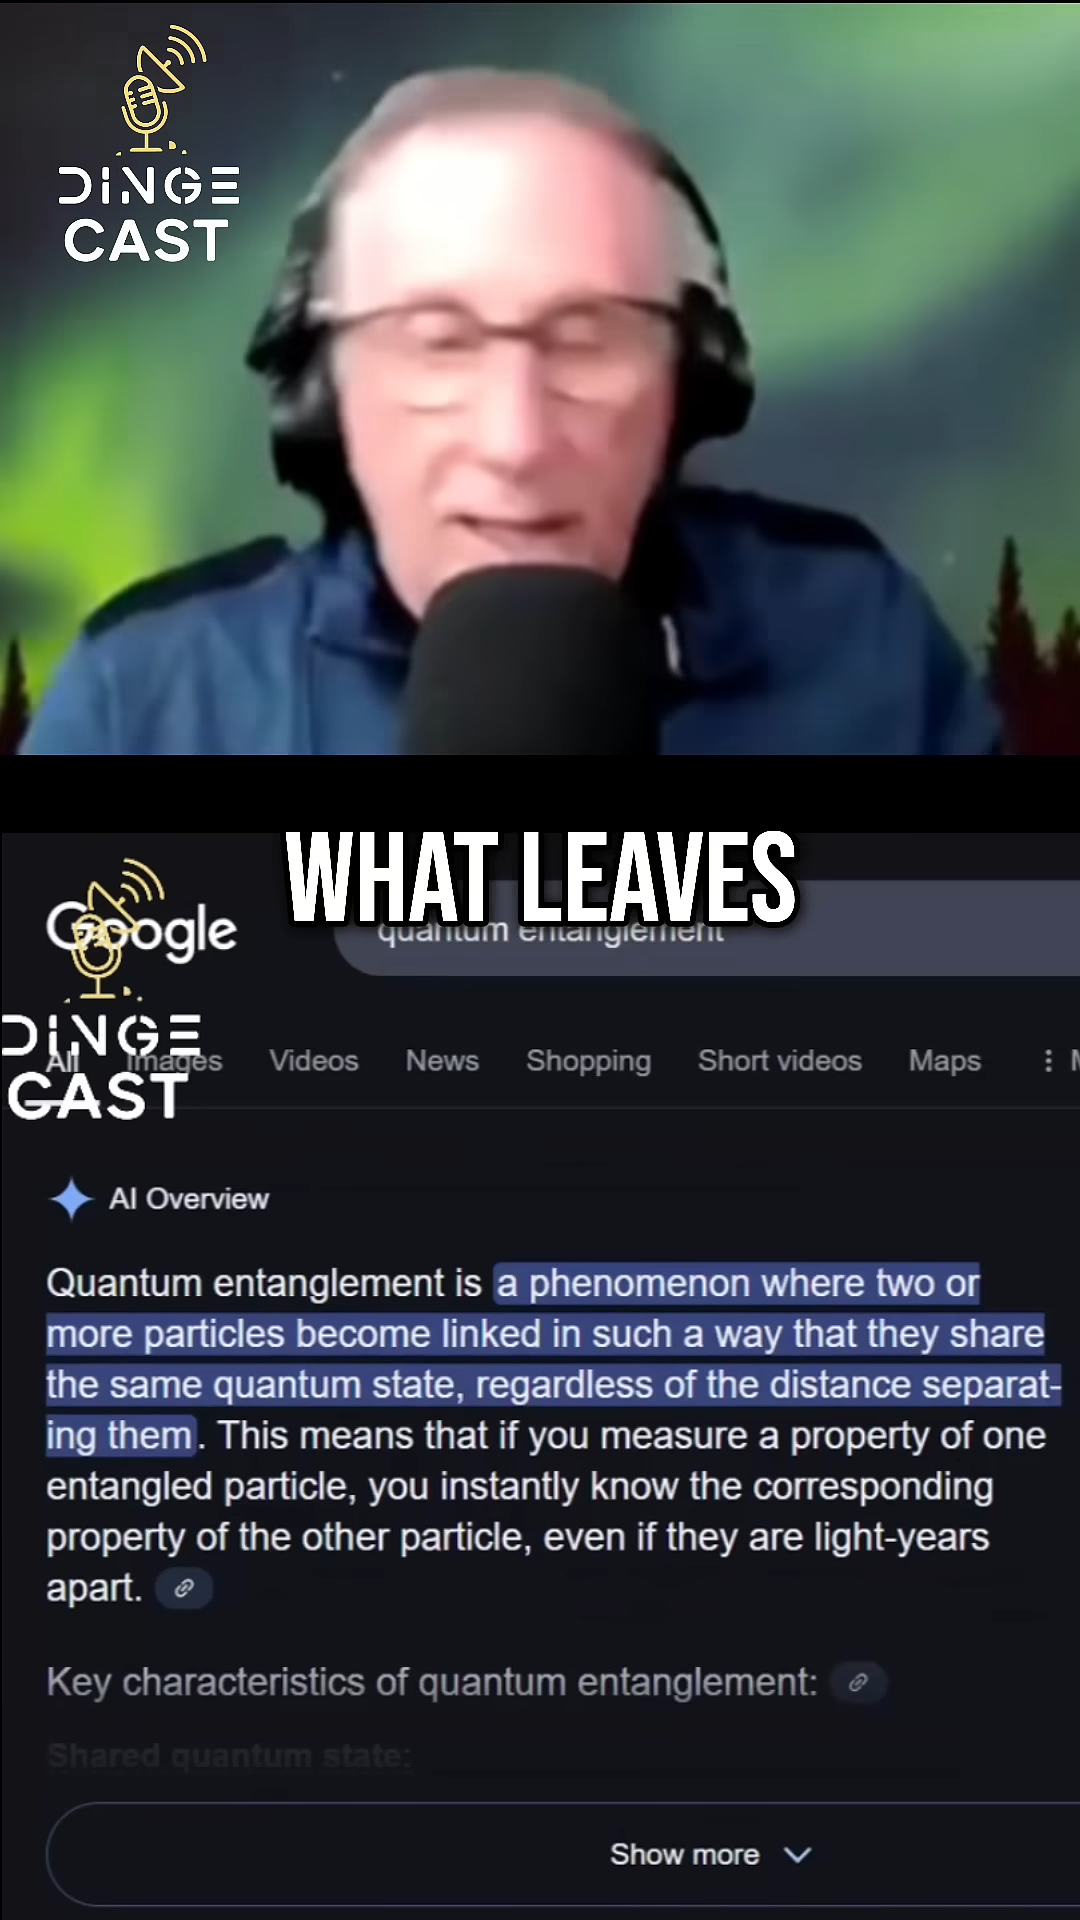 DINGE
CAST
WHAT LEAVES
Google
quantum entanglement
DINGE
CAST
All
Images
Videos
News
Shopping
Short videos
Maps
AI Overview
Quantum entanglement is a phenomenon where two or
more particles become linked in such a way that they share
the same quantum state, regardless of the distance separat-
ing them. This means that if you measure a property of one
entangled particle, you instantly know the corresponding
property of the other particle, even if they are light-years
apart.
Key characteristics of quantum entanglement:
Shared quantum state:
Show more